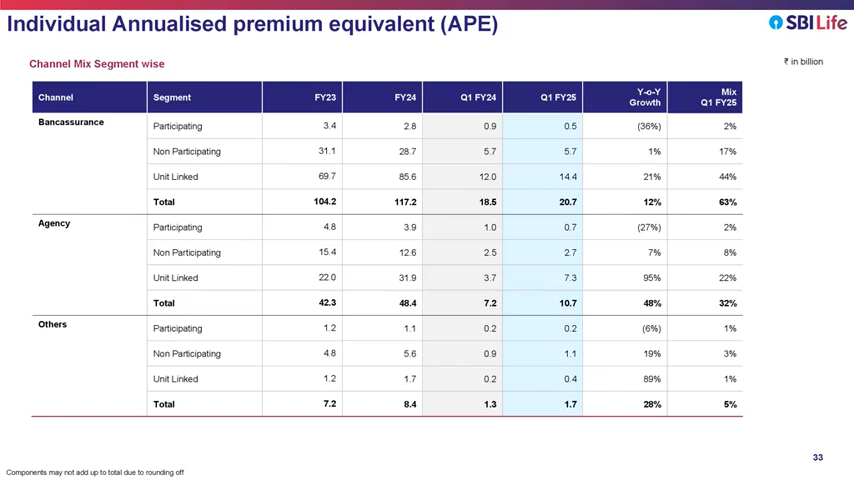 Individual Annualised premium equivalent (APE)
SBI Life
Channel Mix Segment wise
₹ in billion
Channel Segment FY23 FY24 Q1 FY24 Q1 FY25 Y-o-Y Growth Mix Q1 FY25
Bancassurance Participating 3.4 2.8 0.9 0.5 (36%) 2%
Non Participating 31.1 28.7 5.7 5.7 1% 17%
Unit Linked 69.7 85.6 12.0 14.4 21% 44%
Total 104.2 117.2 18.5 20.7 12% 63%
Agency Participating 4.8 3.9 1.0 0.7 (27%) 2%
Non Participating 15.4 12.6 2.5 2.7 7% 8%
Unit Linked 22.0 31.9 3.7 7.3 95% 22%
Total 42.3 48.4 7.2 10.7 48% 32%
Others Participating 1.2 1.1 0.2 0.2 (6%) 1%
Non Participating 4.8 5.6 0.9 1.1 19% 3%
Unit Linked 1.2 1.7 0.2 0.4 89% 1%
Total 7.2 8.4 1.3 1.7 28% 5%
33
Components may not add up to total due to rounding off